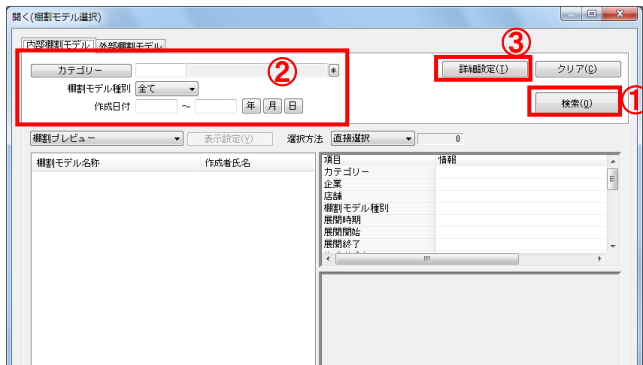 開く(棚割モデル選択)
内部棚割モデル 外部棚割モデル
③
カテゴリー ② * 詳細設定(I) クリア(C)
棚割モデル種別 全て ①
作成日付 ～ 年 月 日 検索(Q)
棚割プレビュー 表示設定(Y) 選択方法 直接選択 0
棚割モデル名称 作成者氏名 項目 情報
カテゴリー
企業
店舗
棚割モデル種別
展開時期
展開開始
展開終了